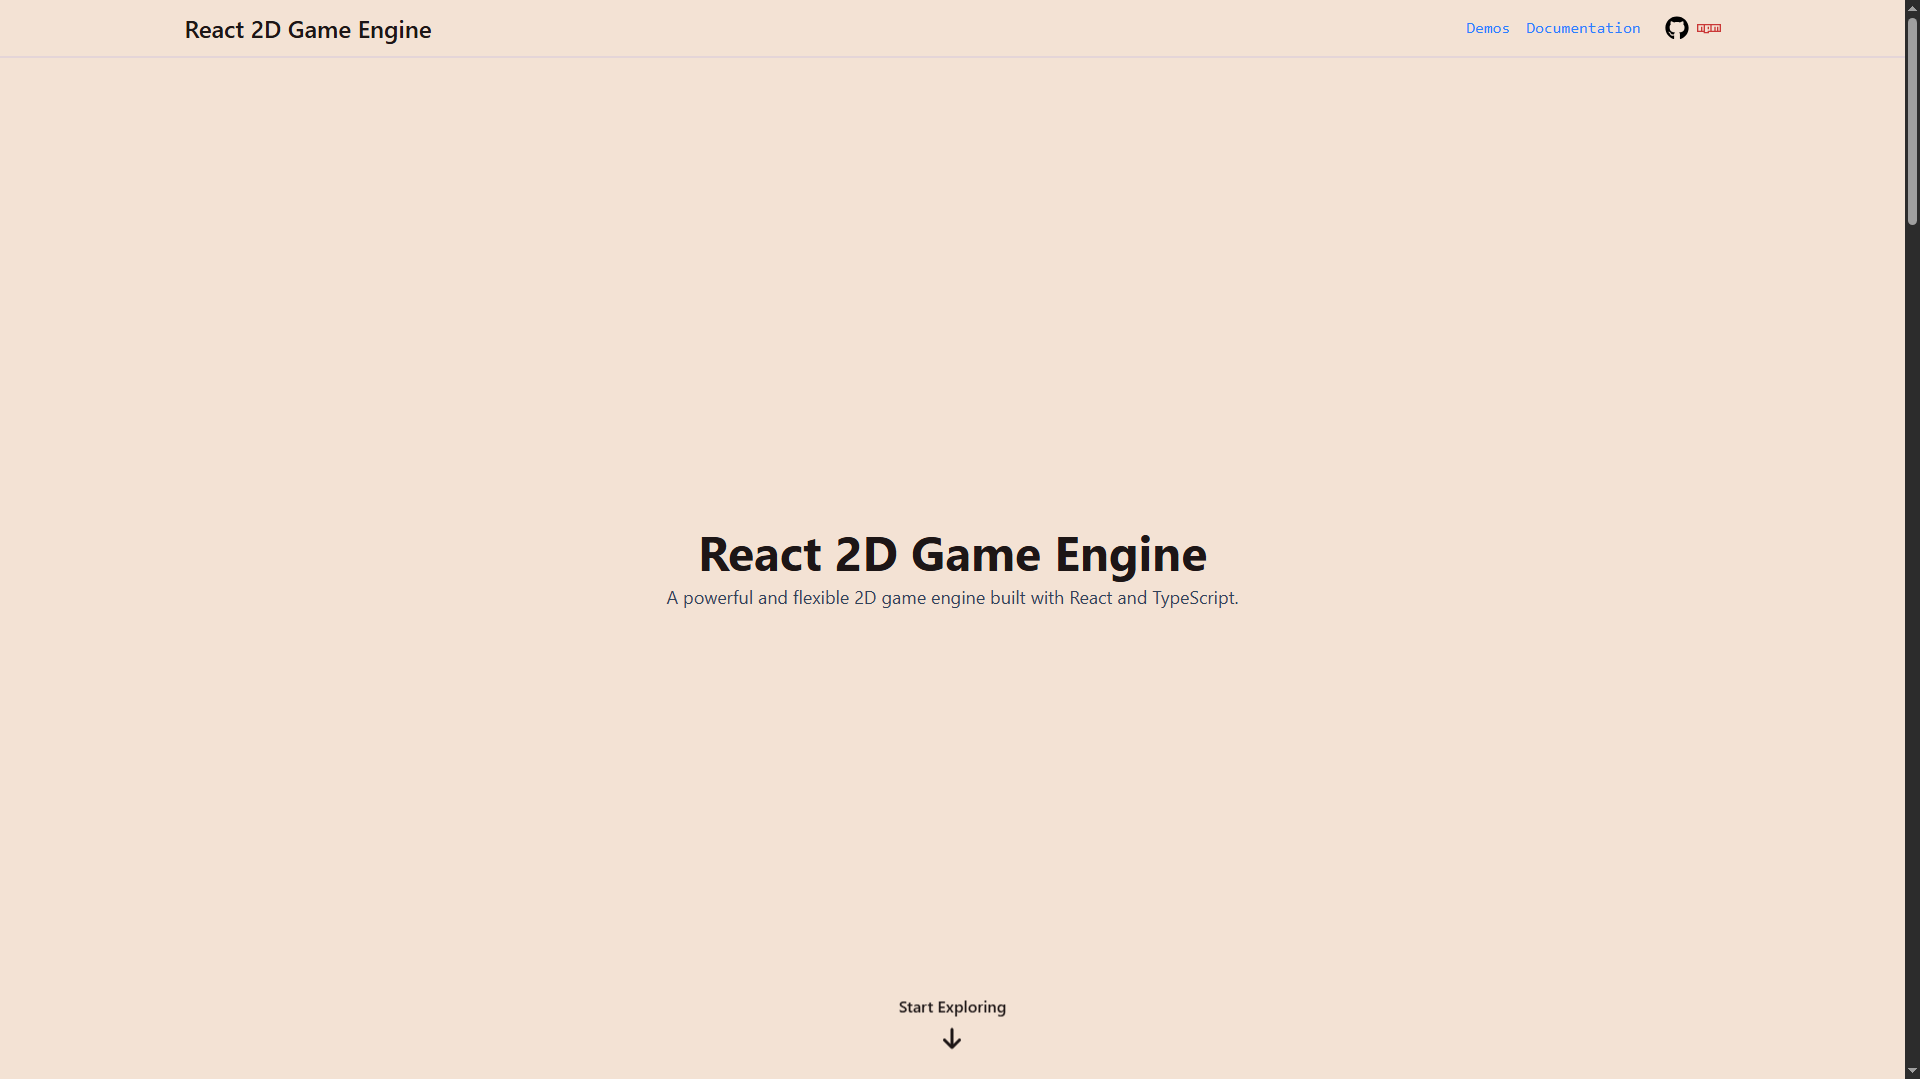 React 2D Game Engine
Demos Documentation npm
React 2D Game Engine
A powerful and flexible 2D game engine built with React and TypeScript.
Start Exploring